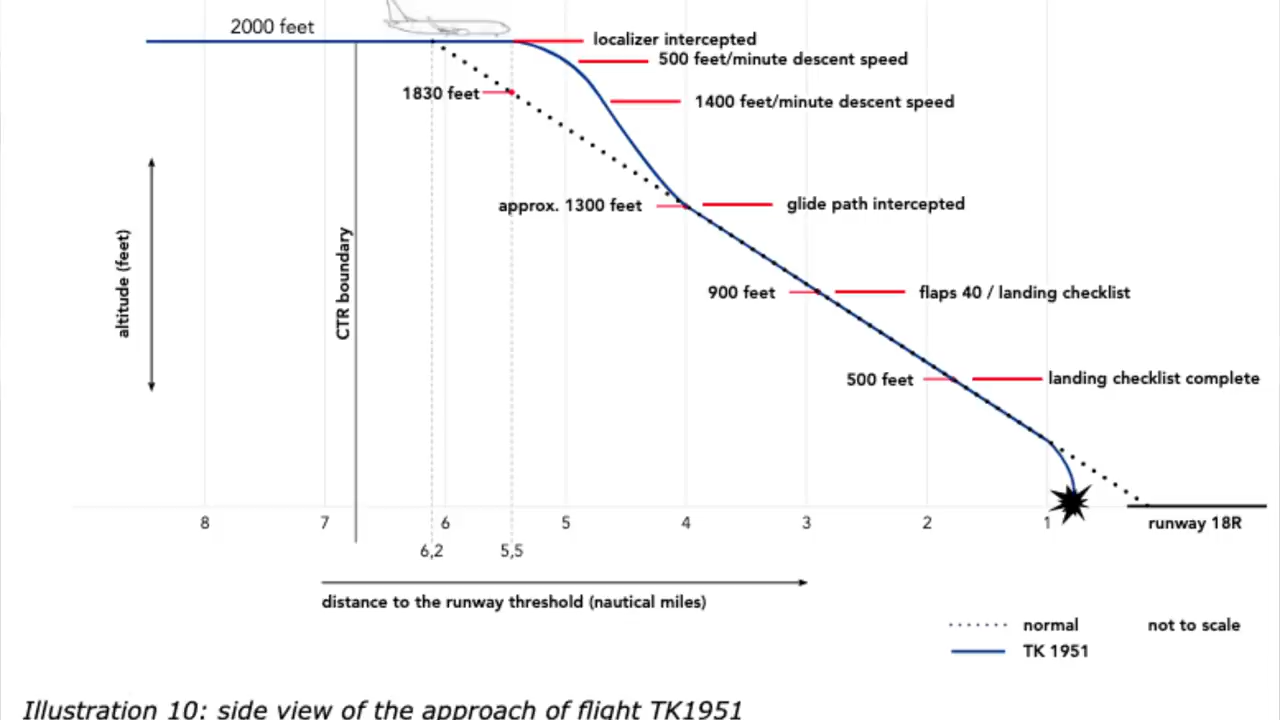 2000 feet
localizer intercepted
500 feet/minute descent speed
1830 feet
1400 feet/minute descent speed
approx. 1300 feet
glide path intercepted
altitude (feet)
CTR boundary
900 feet
flaps 40 / landing checklist
500 feet
landing checklist complete
8 7 6 5 4 3 2 1 runway 18R
6,2 5,5
distance to the runway threshold (nautical miles)
normal not to scale
TK 1951
Illustration 10: side view of the approach of flight TK1951